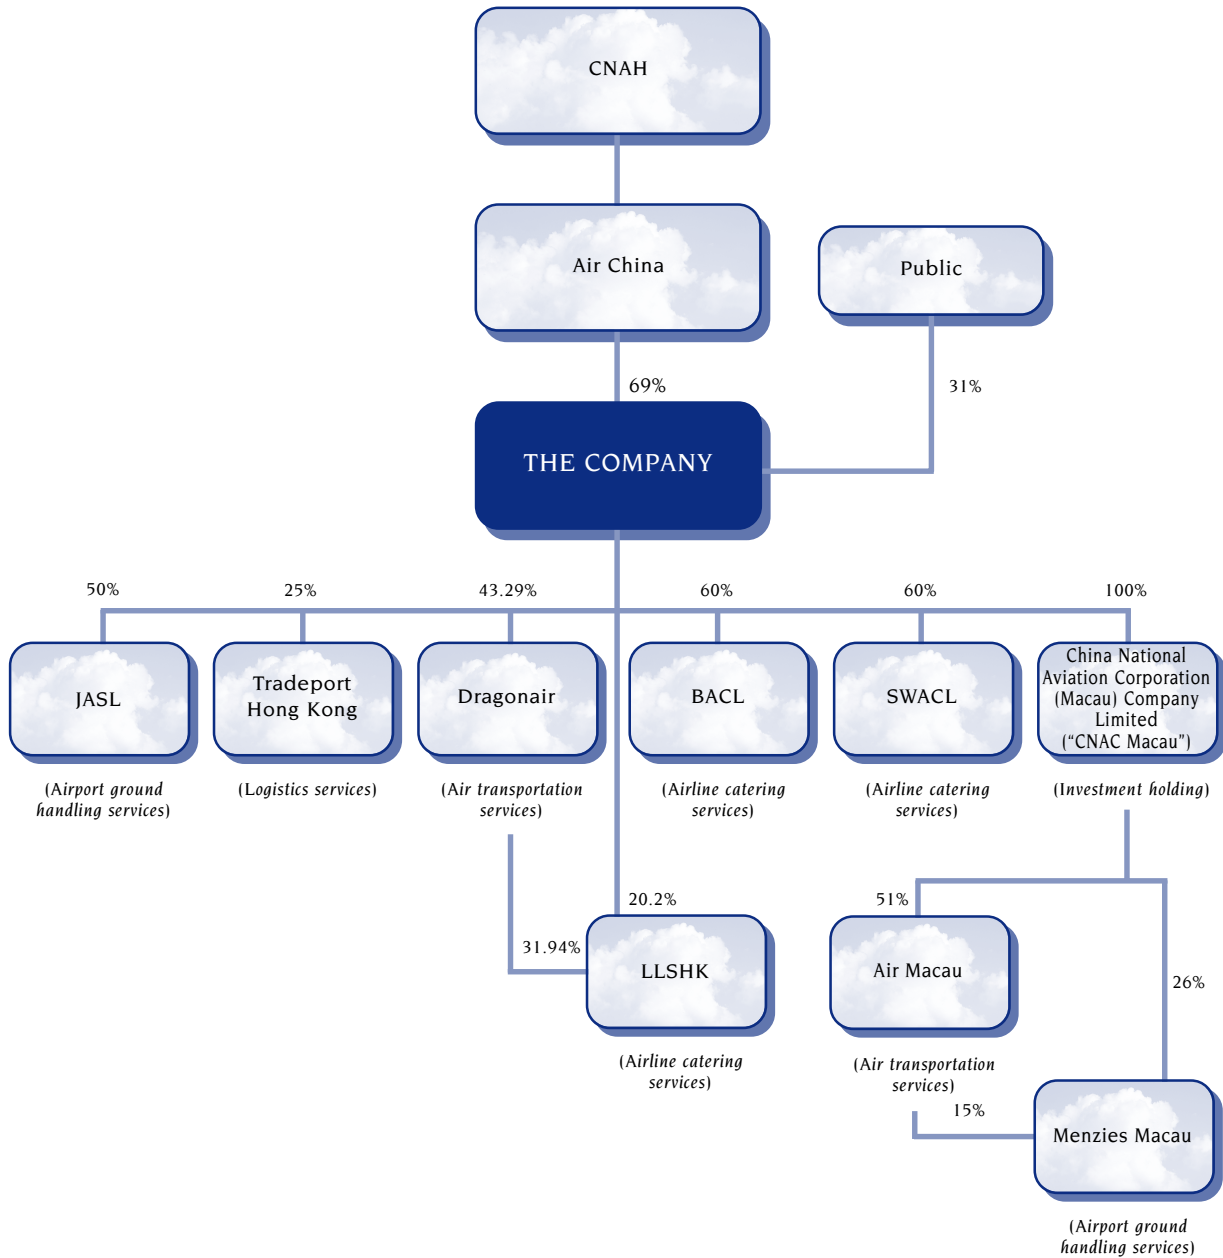 CNAH
Air China
Public
69%
31%
THE COMPANY
50%
25%
43.29%
60%
60%
100%
JASL
Tradeport
Hong Kong
Dragonair
BACL
SWACL
China National
Aviation Corporation
(Macau) Company
Limited
(“CNAC Macau”)
(Airport ground
handling services)
(Logistics services)
(Air transportation
services)
(Airline catering
services)
(Airline catering
services)
(Investment holding)
20.2%
31.94%
LLSHK
(Airline catering
services)
51%
Air Macau
26%
(Air transportation
services)
15%
Menzies Macau
(Airport ground
handling services)